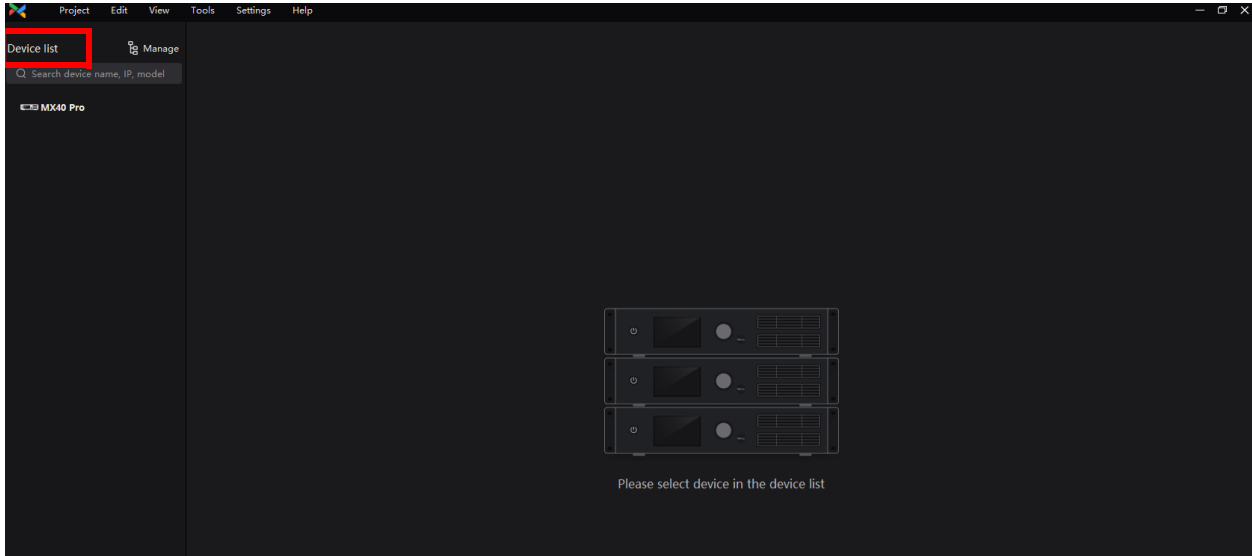 Project Edit View Tools Settings Help
Device list Manage
Search device name, IP, model
MX40 Pro
Please select device in the device list